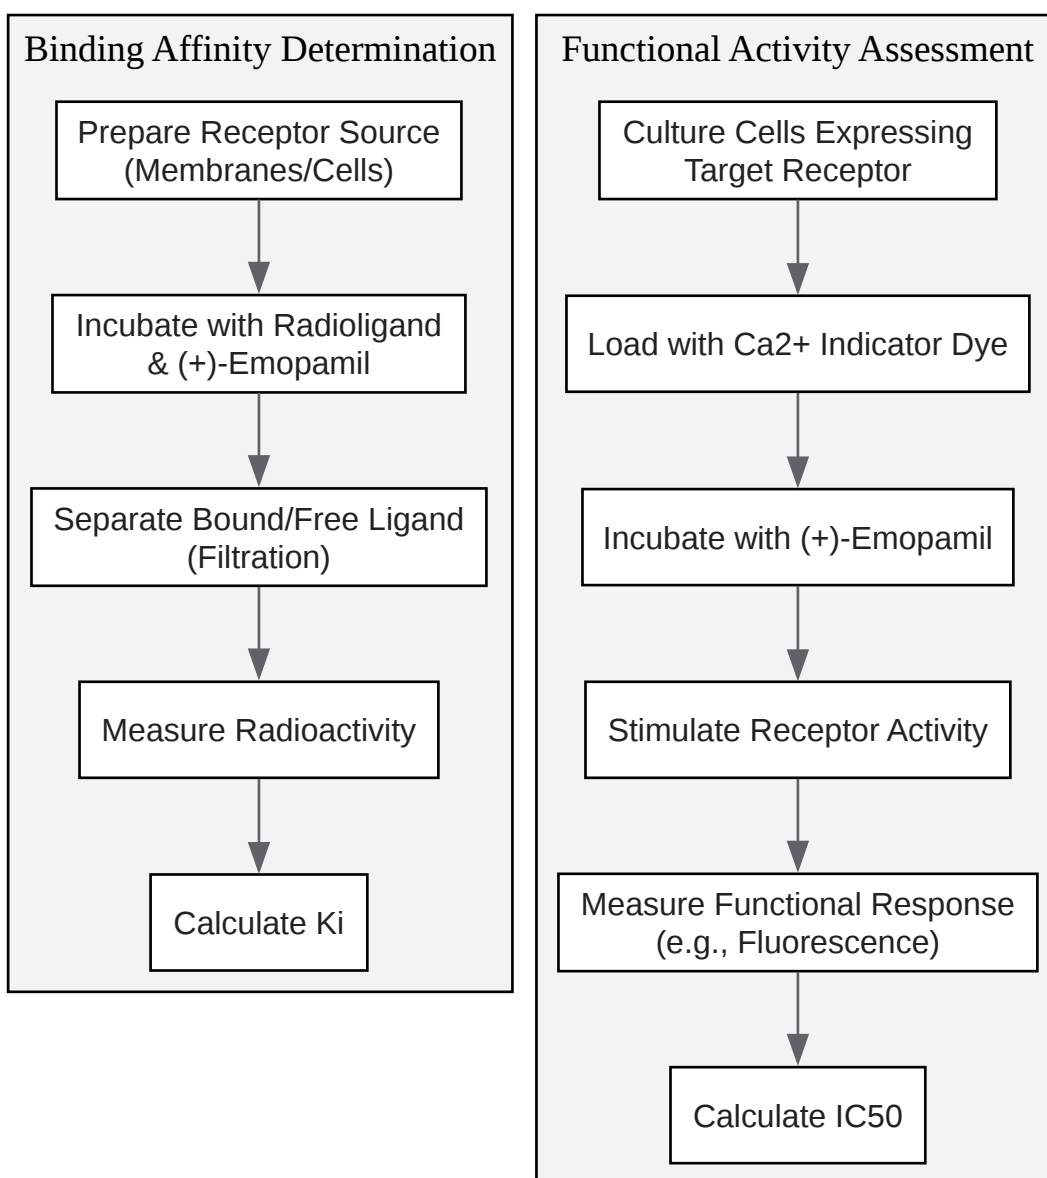 Binding Affinity Determination
Prepare Receptor Source
(Membranes/Cells)
Incubate with Radioligand
& (+)-Emopamil
Separate Bound/Free Ligand
(Filtration)
Measure Radioactivity
Calculate Ki
Functional Activity Assessment
Culture Cells Expressing
Target Receptor
Load with Ca2+ Indicator Dye
Incubate with (+)-Emopamil
Stimulate Receptor Activity
Measure Functional Response
(e.g., Fluorescence)
Calculate IC50